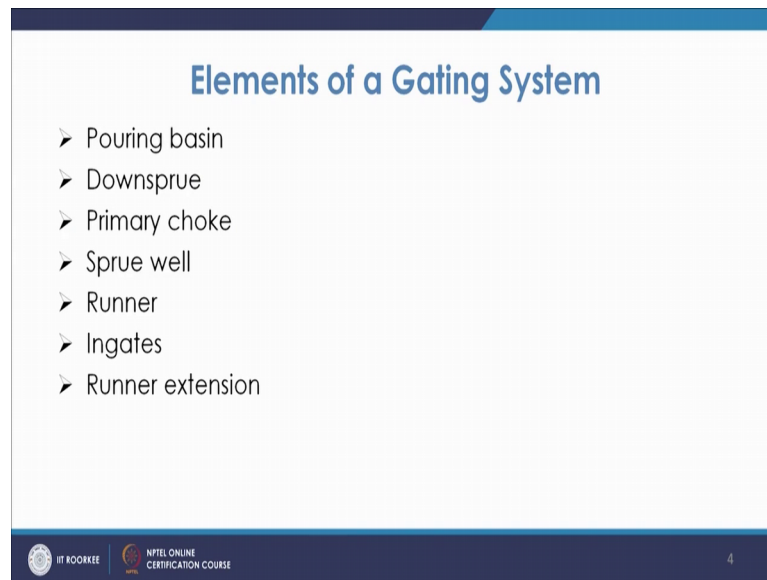 Elements of a Gating System
➤ Pouring basin
➤ Downsprue
➤ Primary choke
➤ Sprue well
➤ Runner
➤ Ingates
➤ Runner extension
IIT ROORKEE
NPTEL ONLINE
CERTIFICATION COURSE
4